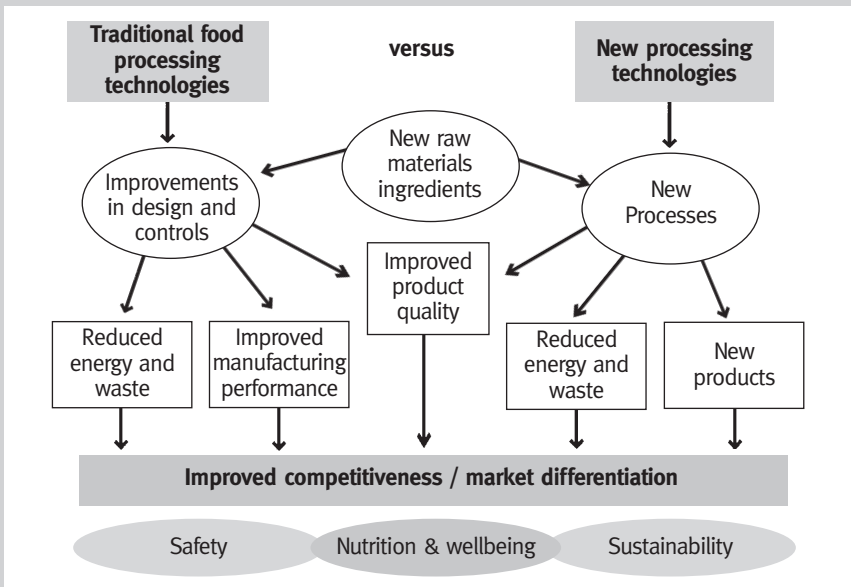 Traditional food
processing
technologies
versus
New processing
technologies
New raw
materials
ingredients
Improvements
in design and
controls
New
Processes
Improved
product
quality
Reduced
energy and
waste
Improved
manufacturing
performance
Reduced
energy and
waste
New
products
Improved competitiveness / market differentiation
Safety
Nutrition & wellbeing
Sustainability